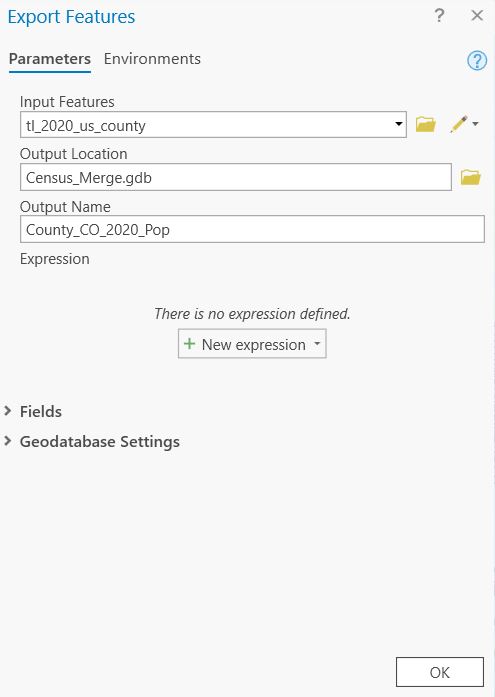 Export Features
?
Parameters Environments
?
Input Features
tl_2020_us_county
Output Location
Census_Merge.gdb
Output Name
County_CO_2020_Pop
Expression
There is no expression defined.
+ New expression
Fields
Geodatabase Settings
OK